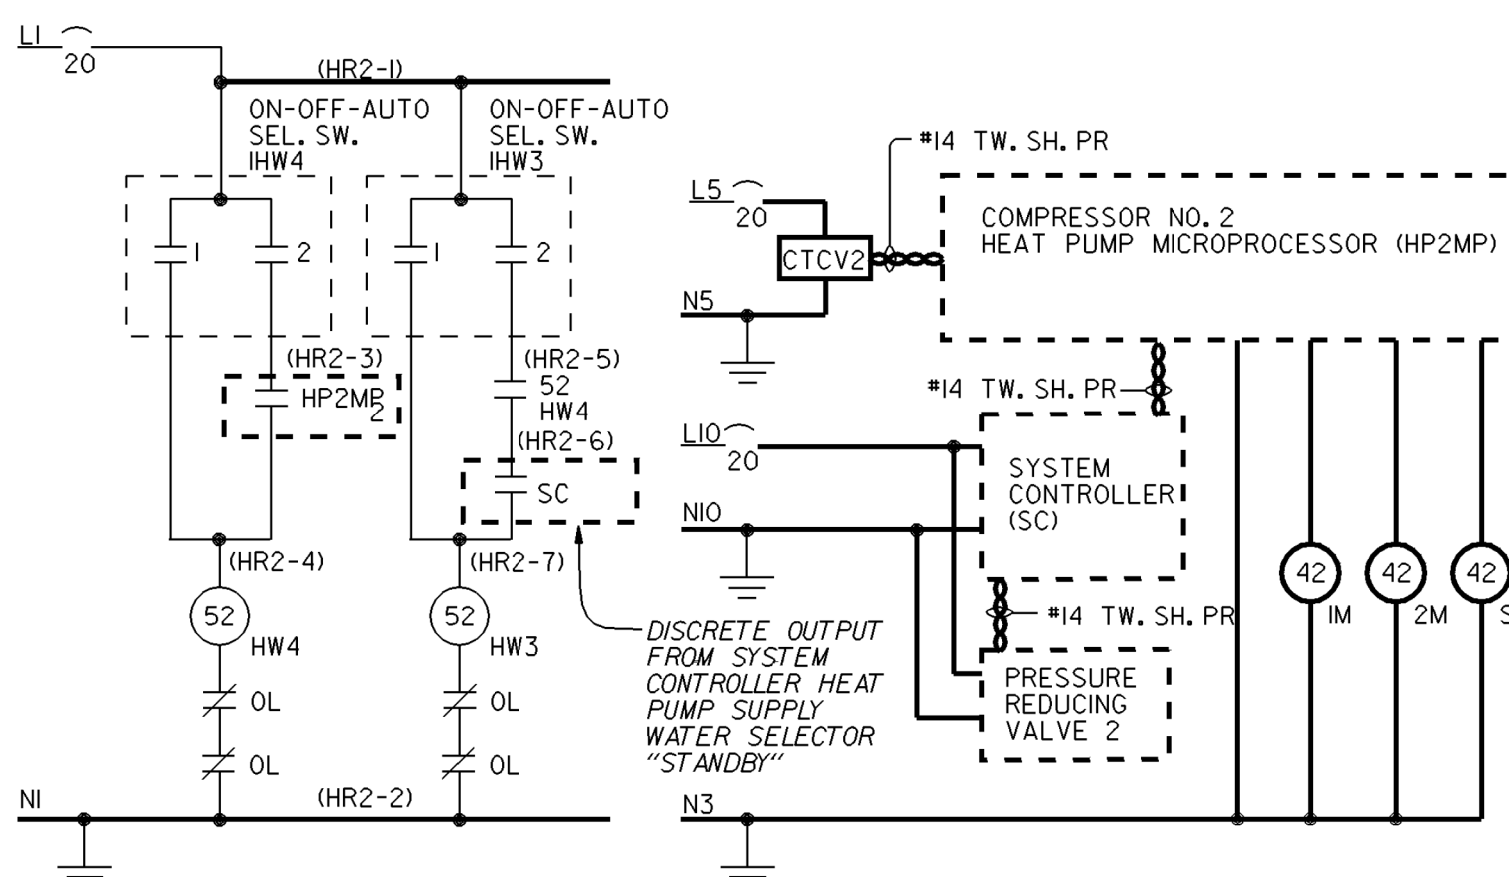 L1
20
(HR2-1)
ON-OFF-AUTO
SEL. SW.
1HW4
ON-OFF-AUTO
SEL. SW.
1HW3
1
2
1
2
(HR2-3)
HP2MP
2
(HR2-5)
52
HW4
(HR2-6)
SC
(HR2-4)
(HR2-7)
52
HW4
52
HW3
OL
OL
OL
OL
N1
(HR2-2)
DISCRETE OUTPUT
FROM SYSTEM
CONTROLLER HEAT
PUMP SUPPLY
WATER SELECTOR
"STANDBY"
#14 TW. SH. PR
L5
20
CTCV2
N5
COMPRESSOR NO. 2
HEAT PUMP MICROPROCESSOR (HP2MP)
#14 TW. SH. PR
L10
20
N10
SYSTEM
CONTROLLER
(SC)
#14 TW. SH. PR
PRESSURE
REDUCING
VALVE 2
42
1M
42
2M
42
N3